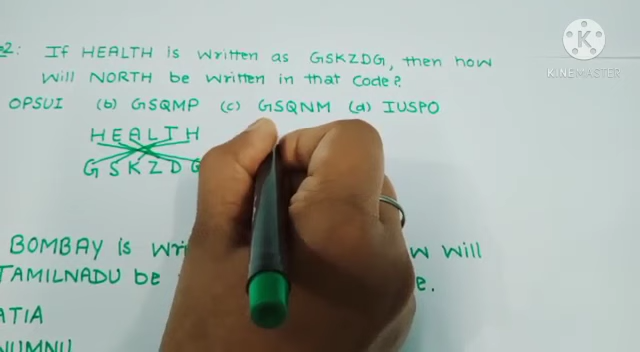 2: If HEALTH is written as GSKZDG, then how
will NORTH be written in that code?
OPSUI (b) GSQMP (c) GSQNM (d) IUSPO
HEALTH
GSKZDG
BOMBAY is
will
TAMILNADU be
ATIA
NUMNU
KINEMASTER